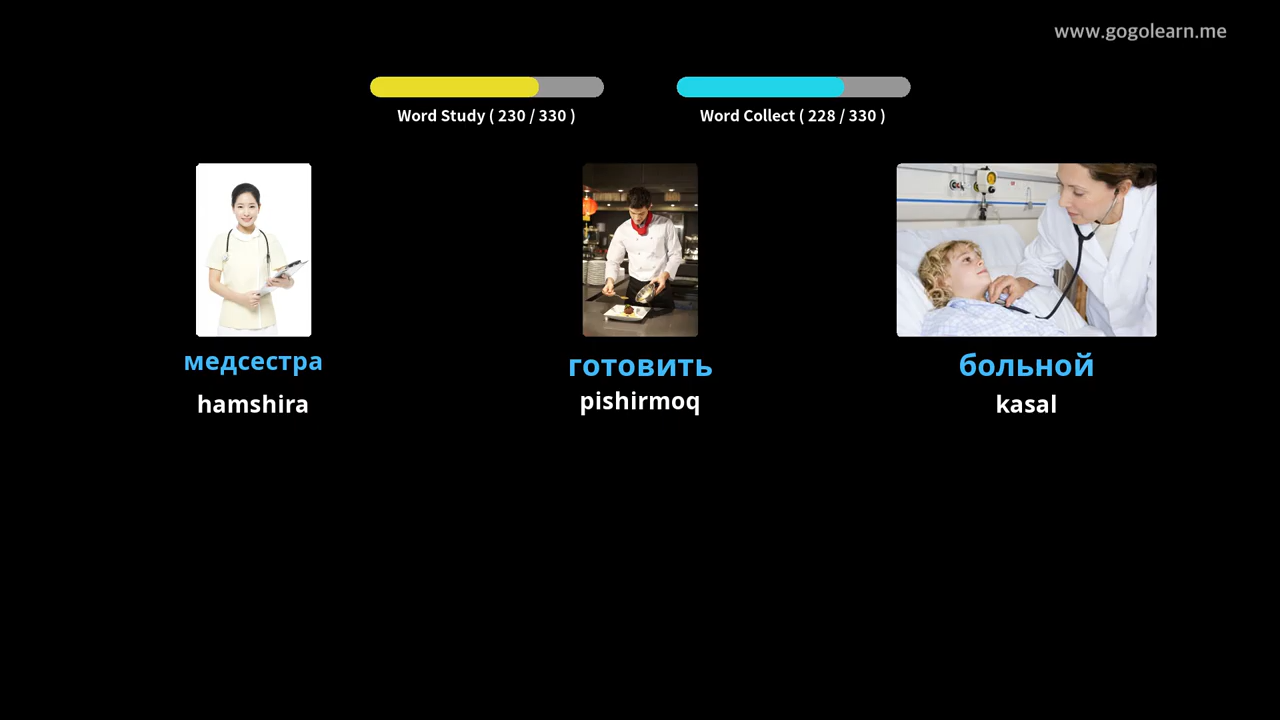 www.gogolearn.me
Word Study ( 230 / 330 )
Word Collect ( 228 / 330 )
медсестра
готовить
больной
hamshira
pishirmoq
kasal